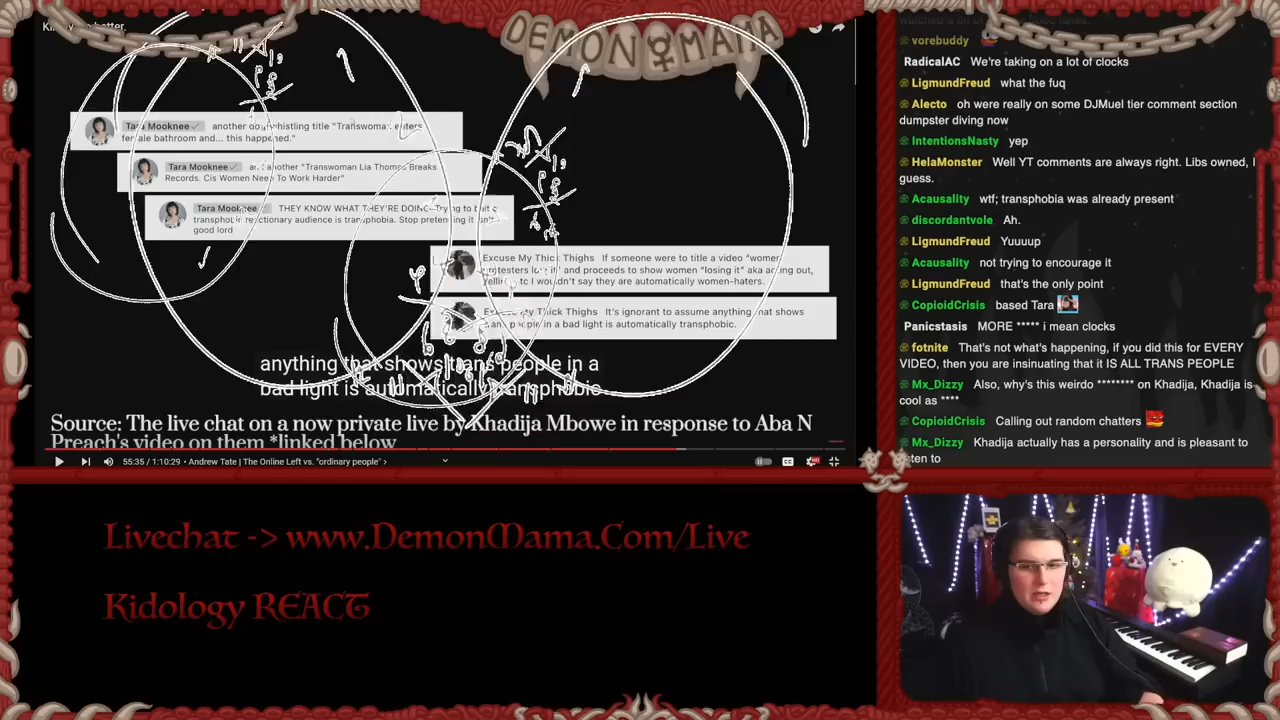 DEMON MAMA
Tara Mooknee another dog whistling title "Transwoman enters
female bathroom and... this happened."
Tara Mooknee and another "Transwoman Lia Thomas Breaks
Records. Cis Women Need To Work Harder"
Tara Mooknee THEY KNOW WHAT THEY'RE DOING. Trying to bait a
transphobic reactionary audience is transphobia. Stop pretending it isn't
good lord
Excuse My Thick Thighs If someone were to title a video "women
protesters lose it" and proceeds to show women "losing it" aka acting out,
yelling etc I wouldn't say they are automatically women-haters.
Excuse My Thick Thighs It's ignorant to assume anything that shows
trans people in a bad light is automatically transphobic.
anything that shows trans people in a
bad light is automatically transphobic
Source: The live chat on a now private live by Khadija Mbowe in response to Aba N
Preach's video on them *linked below
55:35 / 1:10:29 • Andrew Tate | The Online Left vs. "ordinary people" ›
vorebuddy
RadicalAC We're taking on a lot of clocks
LigmundFreud what the fuq
Alecto oh were really on some DJMuel tier comment section
dumpster diving now
IntentionsNasty yep
HelaMonster Well YT comments are always right. Libs owned, I
guess.
Acausality wtf; transphobia was already present
discordantvole Ah.
LigmundFreud Yuuuup
Acausality not trying to encourage it
LigmundFreud that's the only point
CopioidCrisis based Tara
Panicstasis MORE ***** i mean clocks
fotnite That's not what's happening, if you did this for EVERY
VIDEO, then you are insinuating that it IS ALL TRANS PEOPLE
Mx_Dizzy Also, why's this weirdo ******** on Khadija, Khadija is
cool as ****
CopioidCrisis Calling out random chatters
Mx_Dizzy Khadija actually has a personality and is pleasant to
listen to
Livechat -> www.DemonMama.Com/Live
Kidology REACT